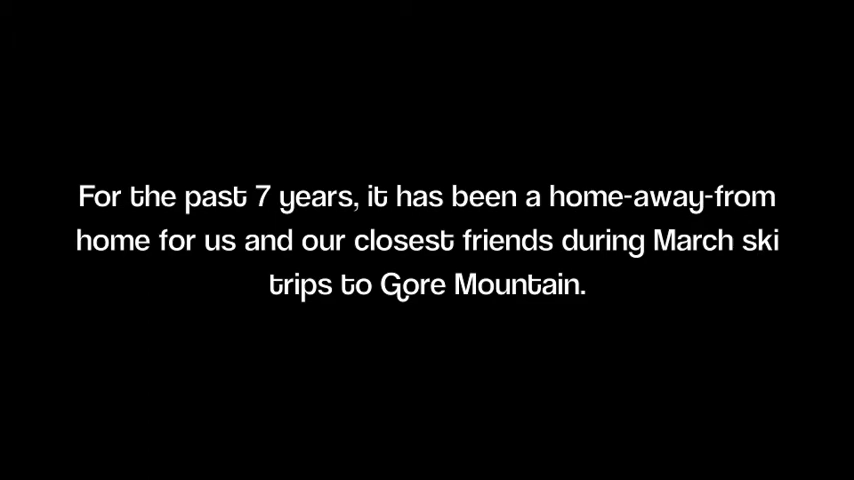 For the past 7 years, it has been a home-away-from
home for us and our closest friends during March ski
trips to Gore Mountain.